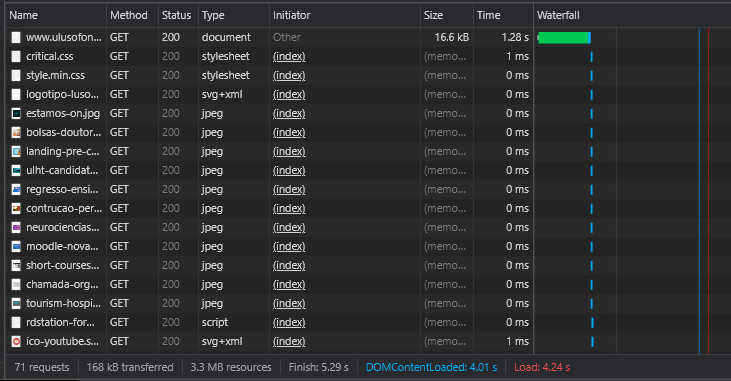 Name Method Status Type Initiator Size Time Waterfall
www.ulusofon... GET 200 document Other 16.6 kB 1.28 s
critical.css GET 200 stylesheet (index) (memo... 1 ms
style.min.css GET 200 stylesheet (index) (memo... 0 ms
logotipo-luso... GET 200 svg+xml (index) (memo... 0 ms
estamos-on.jpg GET 200 jpeg (index) (memo... 0 ms
bolsas-doutor... GET 200 jpeg (index) (memo... 0 ms
landing-pre-c... GET 200 jpeg (index) (memo... 0 ms
ulht-candidat... GET 200 jpeg (index) (memo... 0 ms
regresso-ensi... GET 200 jpeg (index) (memo... 0 ms
contrucao-per... GET 200 jpeg (index) (memo... 0 ms
neurociencias... GET 200 jpeg (index) (memo... 0 ms
moodle-nova... GET 200 jpeg (index) (memo... 0 ms
short-courses... GET 200 jpeg (index) (memo... 0 ms
chamada-org... GET 200 jpeg (index) (memo... 0 ms
tourism-hospi... GET 200 jpeg (index) (memo... 0 ms
rdstation-for... GET 200 script (index) (memo... 0 ms
ico-youtube.s... GET 200 svg+xml (index) (memo... 1 ms
71 requests 168 kB transferred 3.3 MB resources Finish: 5.29 s DOMContentLoaded: 4.01 s Load: 4.24 s